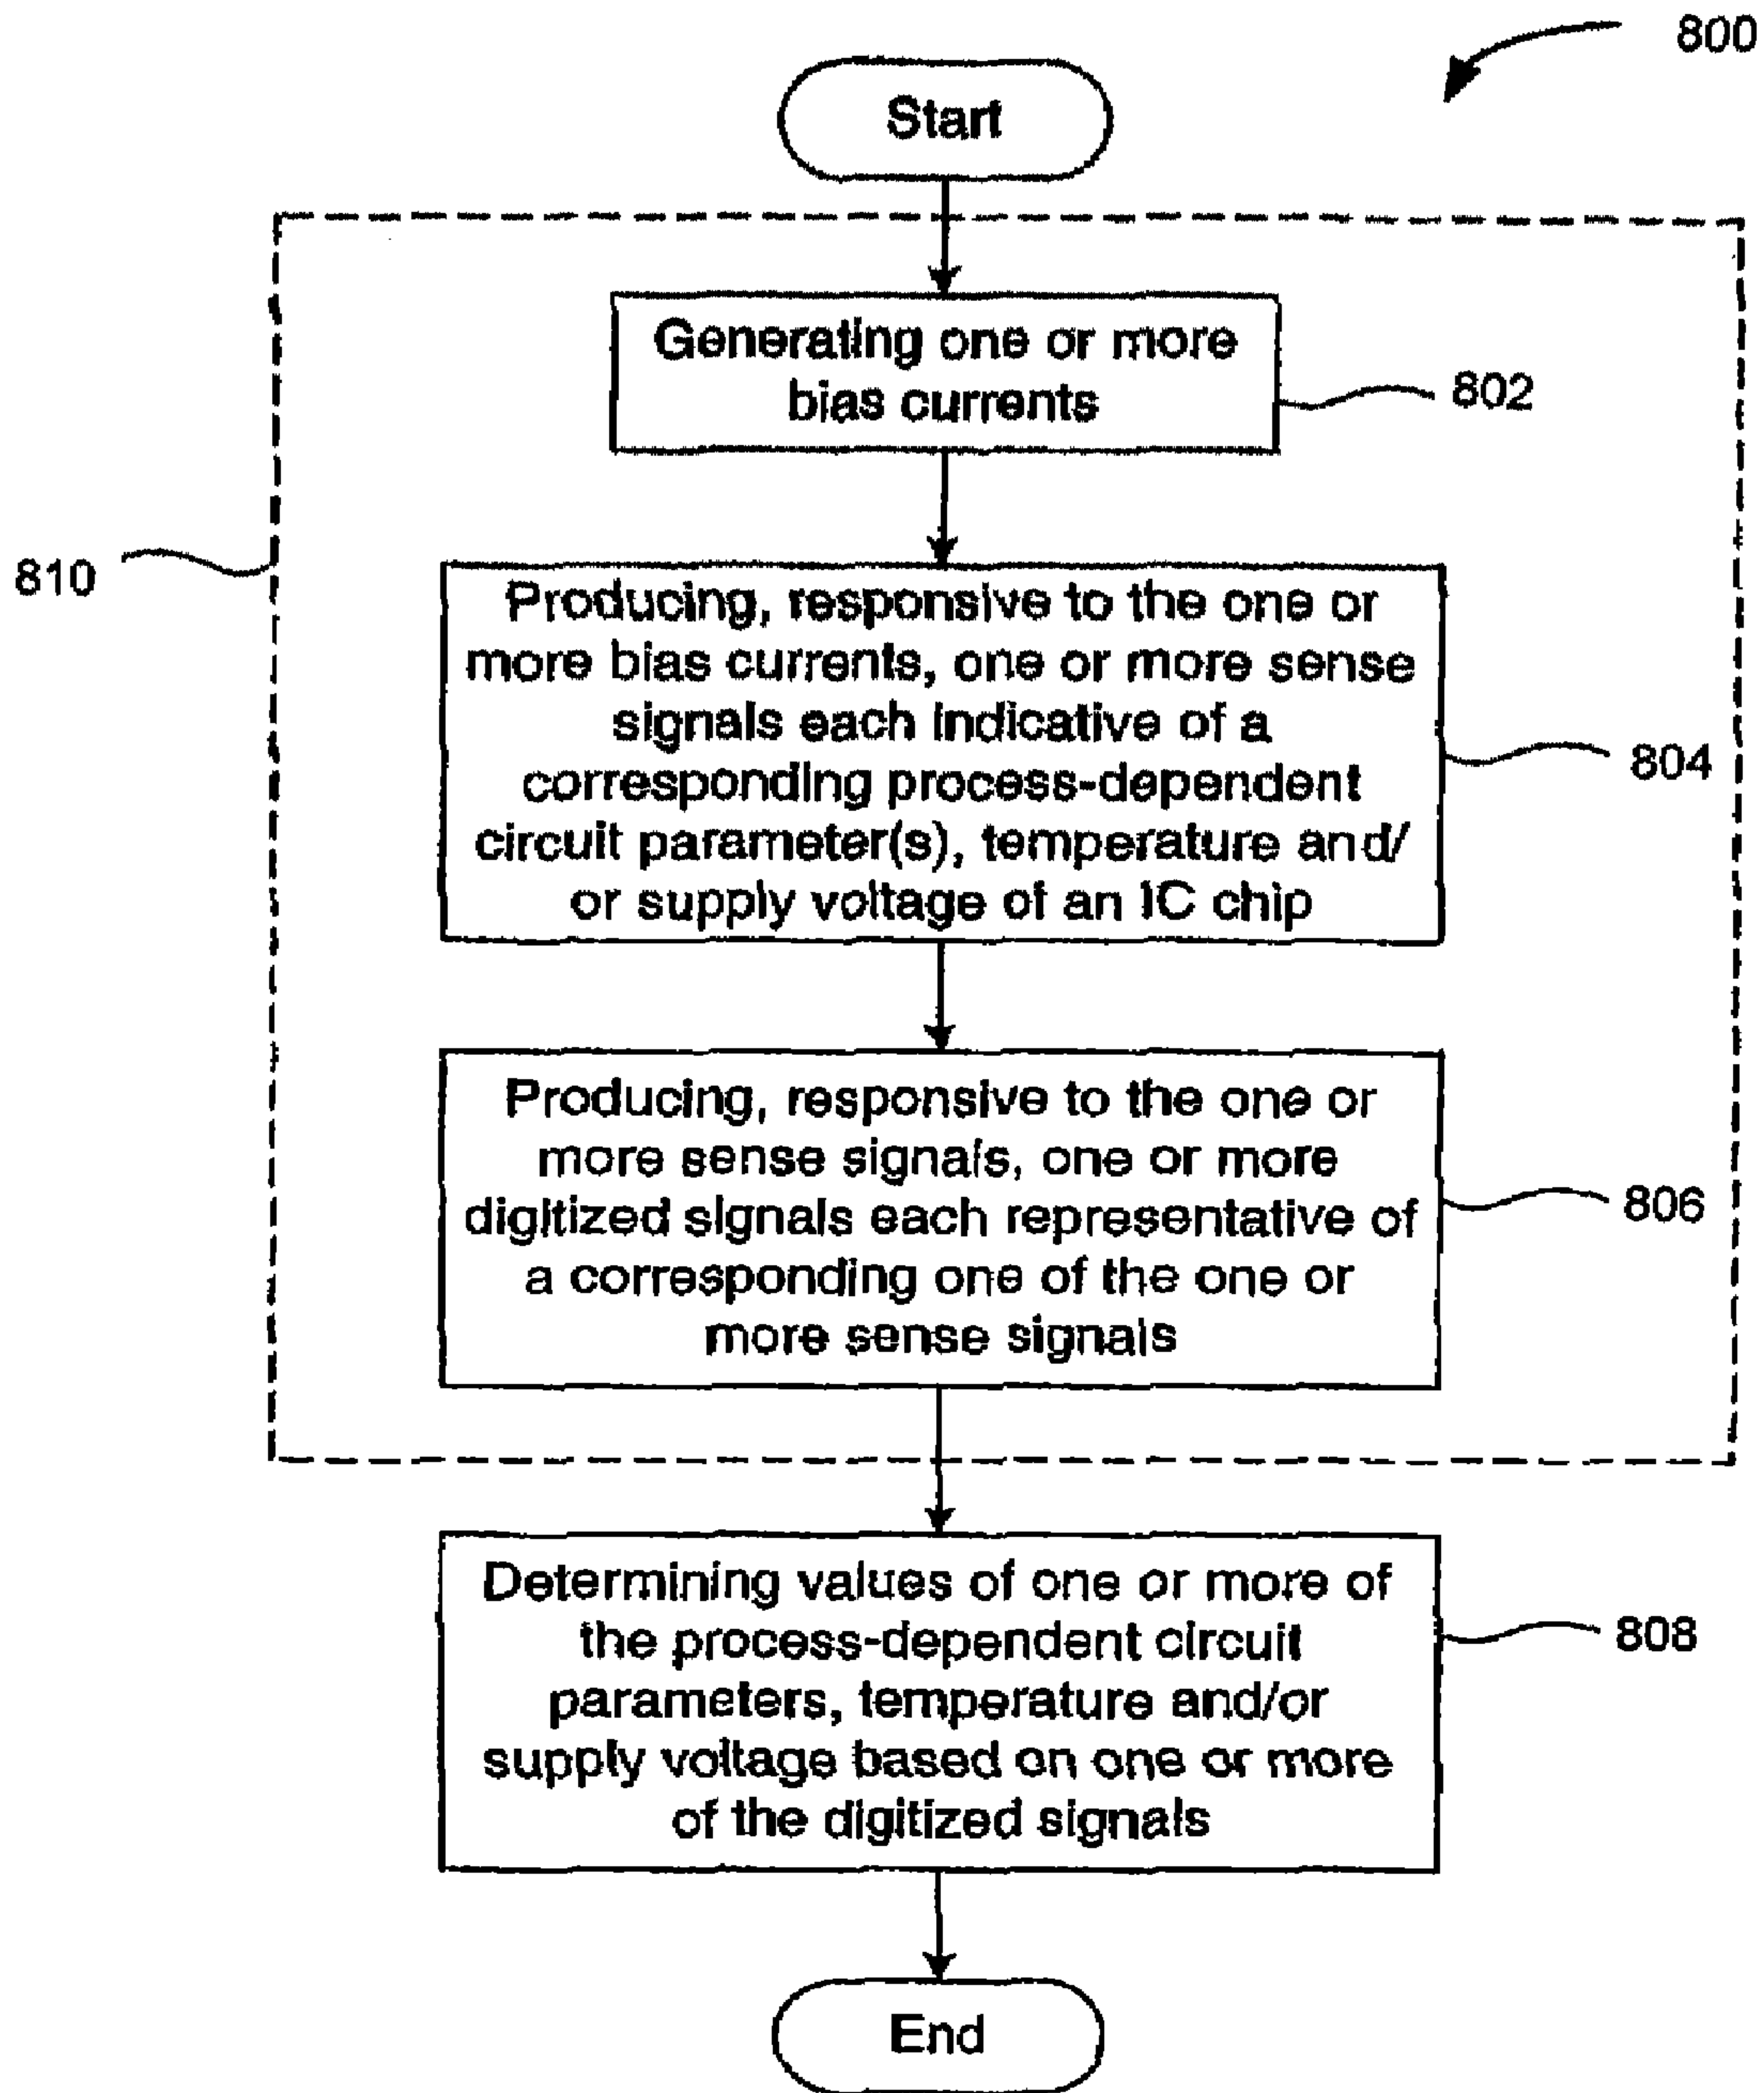 800
Start
Generating one or more
bias currents
802
810
Producing, responsive to the one or
more bias currents, one or more sense
signals each indicative of a
corresponding process-dependent
circuit parameter(s), temperature and/
or supply voltage of an IC chip
804
Producing, responsive to the one or
more sense signals, one or more
digitized signals each representative of
a corresponding one of the one or
more sense signals
806
Determining values of one or more of
the process-dependent circuit
parameters, temperature and/or
supply voltage based on one or more
of the digitized signals
808
End